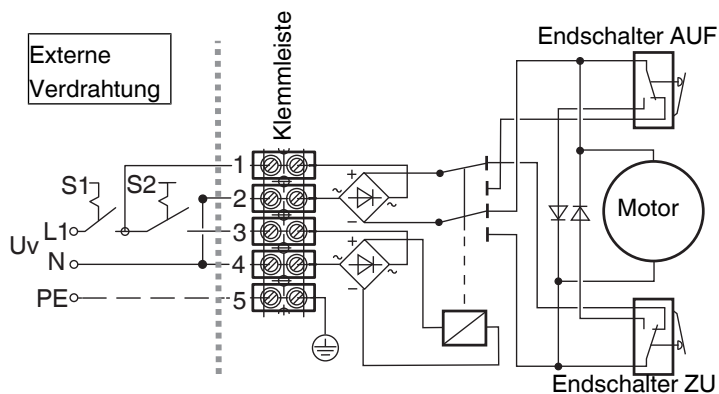 Externe
Verdrahtung
Klemmleiste
Endschalter AUF
S1
S2
1
2
3
4
5
Uv
L1
N
PE
+
~
~
–
+
~
~
–
Motor
Endschalter ZU